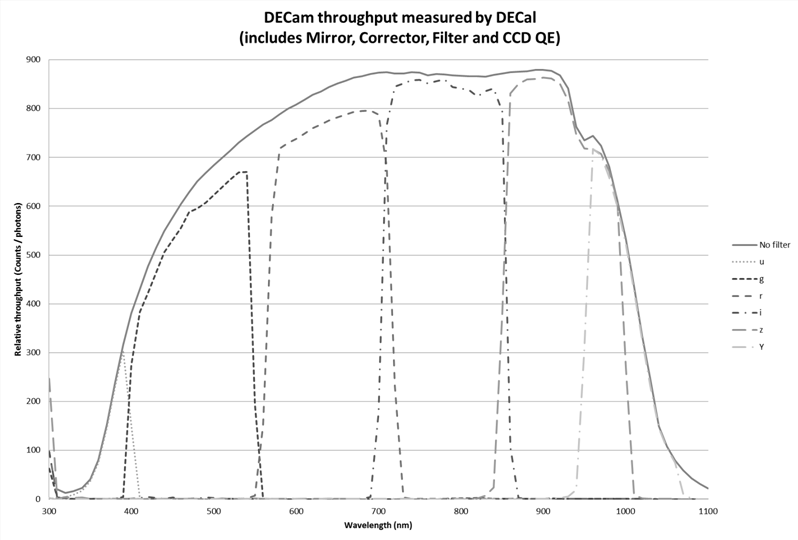 DECam throughput measured by DECal
(includes Mirror, Corrector, Filter and CCD QE)
900
800
700
600
500
400
300
200
100
0
Relative throughput (Counts / photons)
300
400
500
600
700
800
900
1000
1100
Wavelength (nm)
No filter
u
g
r
i
z
Y